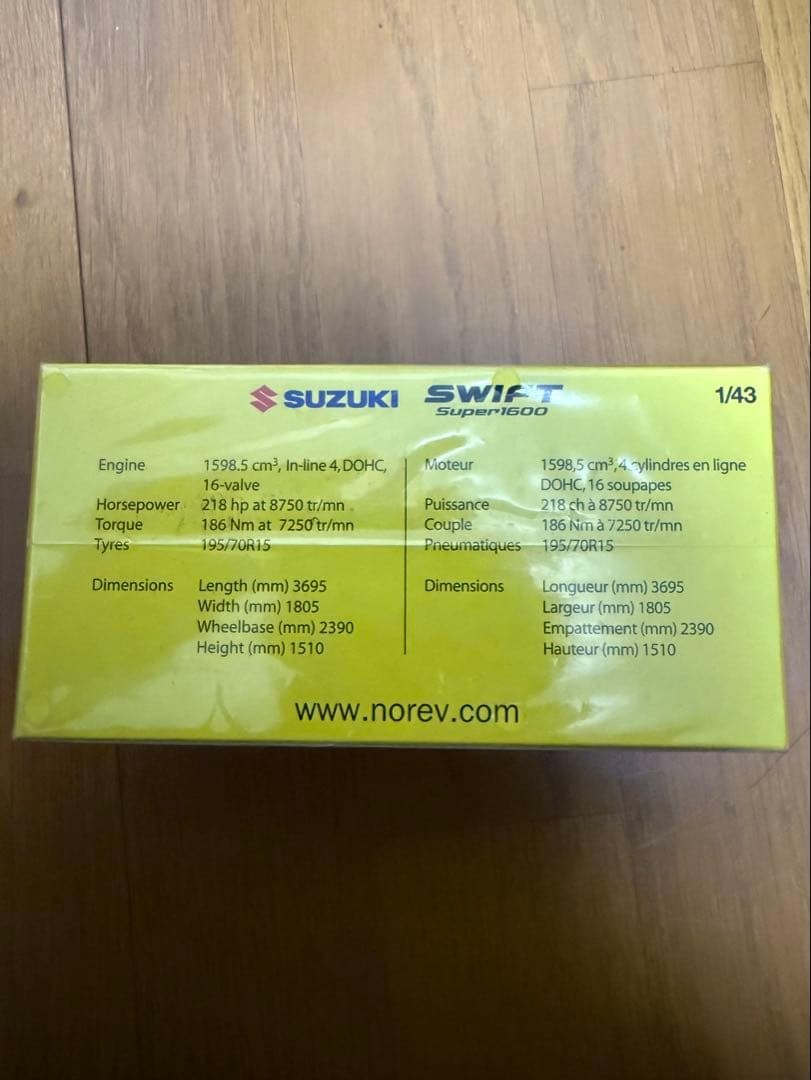 SUZUKI SWIFT 1/43
Super1600
Engine 1598.5 cm³, In-line 4, DOHC,
16-valve
Horsepower 218 hp at 8750 tr/mn
Torque 186 Nm at 7250 tr/mn
Tyres 195/70R15
Dimensions Length (mm) 3695
Width (mm) 1805
Wheelbase (mm) 2390
Height (mm) 1510
Moteur 1598,5 cm³, 4 cylindres en ligne
DOHC, 16 soupapes
Puissance 218 ch à 8750 tr/mn
Couple 186 Nm à 7250 tr/mn
Pneumatiques 195/70R15
Dimensions Longueur (mm) 3695
Largeur (mm) 1805
Empattement (mm) 2390
Hauteur (mm) 1510
www.norev.com